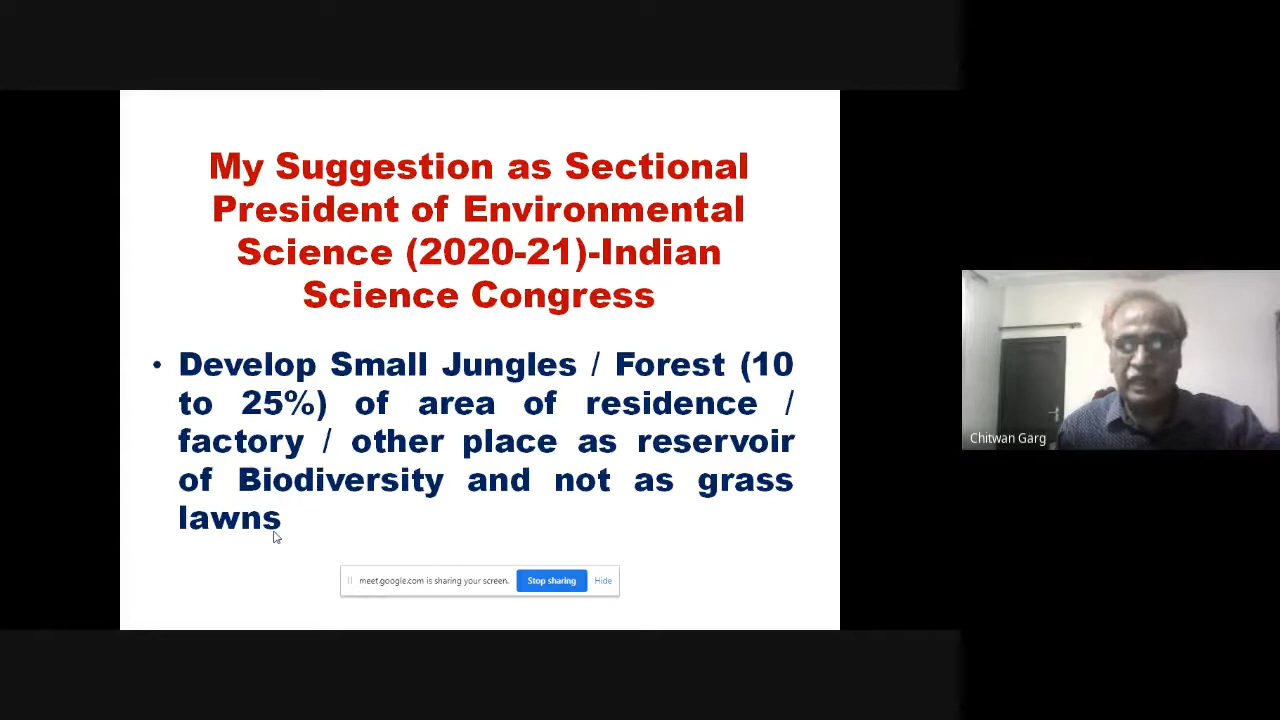 My Suggestion as Sectional
President of Environmental
Science (2020-21)-Indian
Science Congress
• Develop Small Jungles / Forest (10
to 25%) of area of residence /
factory / other place as reservoir
of Biodiversity and not as grass
lawns
meet.google.com is sharing your screen. Stop sharing Hide
Chitwan Garg